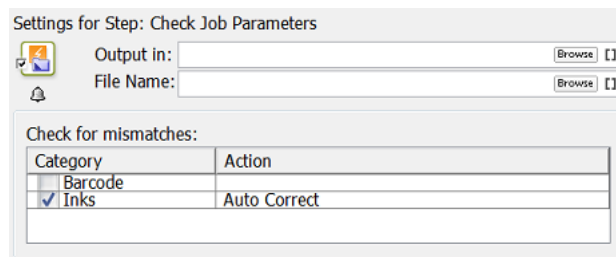 Settings for Step: Check Job Parameters
Output in: Browse []
File Name: Browse []
Check for mismatches:
Category Action
Barcode
Inks Auto Correct